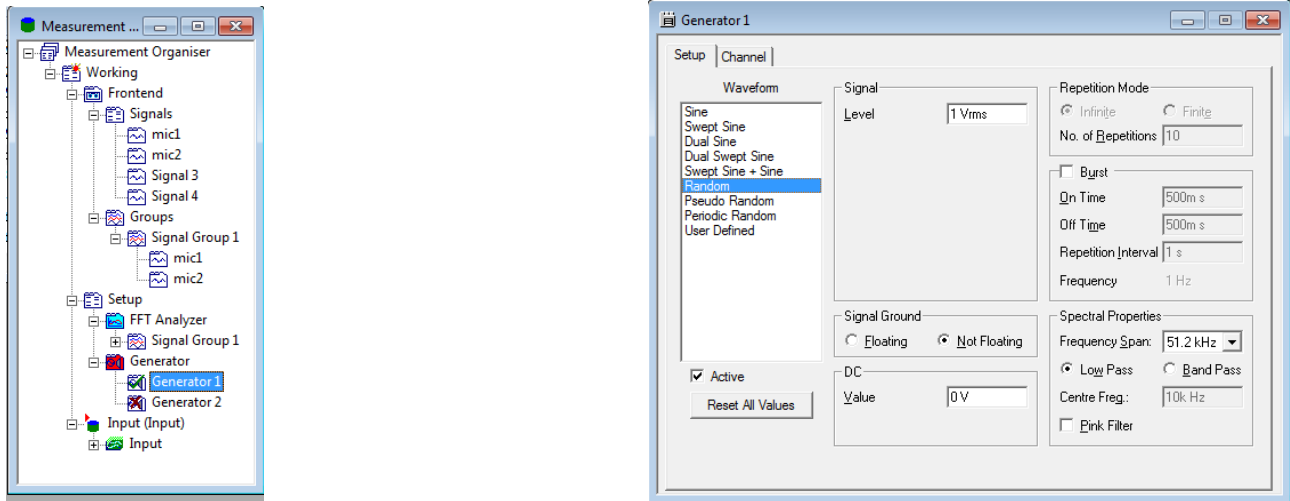 Measurement ...
Measurement Organiser
Working
Frontend
Signals
mic1
mic2
Signal 3
Signal 4
Groups
Signal Group 1
mic1
mic2
Setup
FFT Analyzer
Signal Group 1
Generator
Generator 1
Generator 2
Input (Input)
Input
Generator 1
Setup
Channel
Waveform
Sine
Swept Sine
Dual Sine
Dual Swept Sine
Swept Sine + Sine
Random
Pseudo Random
Periodic Random
User Defined
Active
Reset All Values
Signal
Level 1 Vrms
Signal Ground
Floating Not Floating
DC
Value 0 V
Repetition Mode
Infinite Finite
No. of Repetitions 10
Burst
On Time 500m s
Off Time 500m s
Repetition Interval 1 s
Frequency 1 Hz
Spectral Properties
Frequency Span: 51.2 kHz
Low Pass Band Pass
Centre Freq.: 10k Hz
Pink Filter